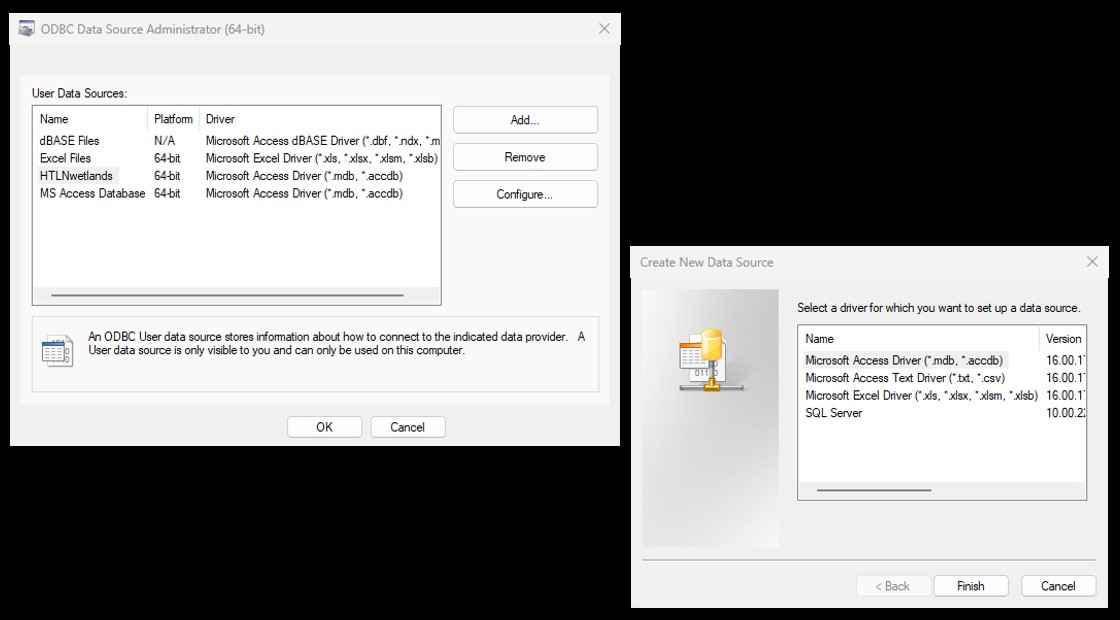 ODBC Data Source Administrator (64-bit)
User Data Sources:
Name Platform Driver
dBASE Files N/A Microsoft Access dBASE Driver (*.dbf, *.ndx, *.m
Excel Files 64-bit Microsoft Excel Driver (*.xls, *.xlsx, *.xlsm, *.xlsb)
HTLNwetlands 64-bit Microsoft Access Driver (*.mdb, *.accdb)
MS Access Database 64-bit Microsoft Access Driver (*.mdb, *.accdb)
Add...
Remove
Configure...
An ODBC User data source stores information about how to connect to the indicated data provider. A
User data source is only visible to you and can only be used on this computer.
OK Cancel
Create New Data Source
Select a driver for which you want to set up a data source.
Name Version
Microsoft Access Driver (*.mdb, *.accdb) 16.00.1
Microsoft Access Text Driver (*.txt, *.csv) 16.00.1
Microsoft Excel Driver (*.xls, *.xlsx, *.xlsm, *.xlsb) 16.00.1
SQL Server 10.00.2
< Back Finish Cancel